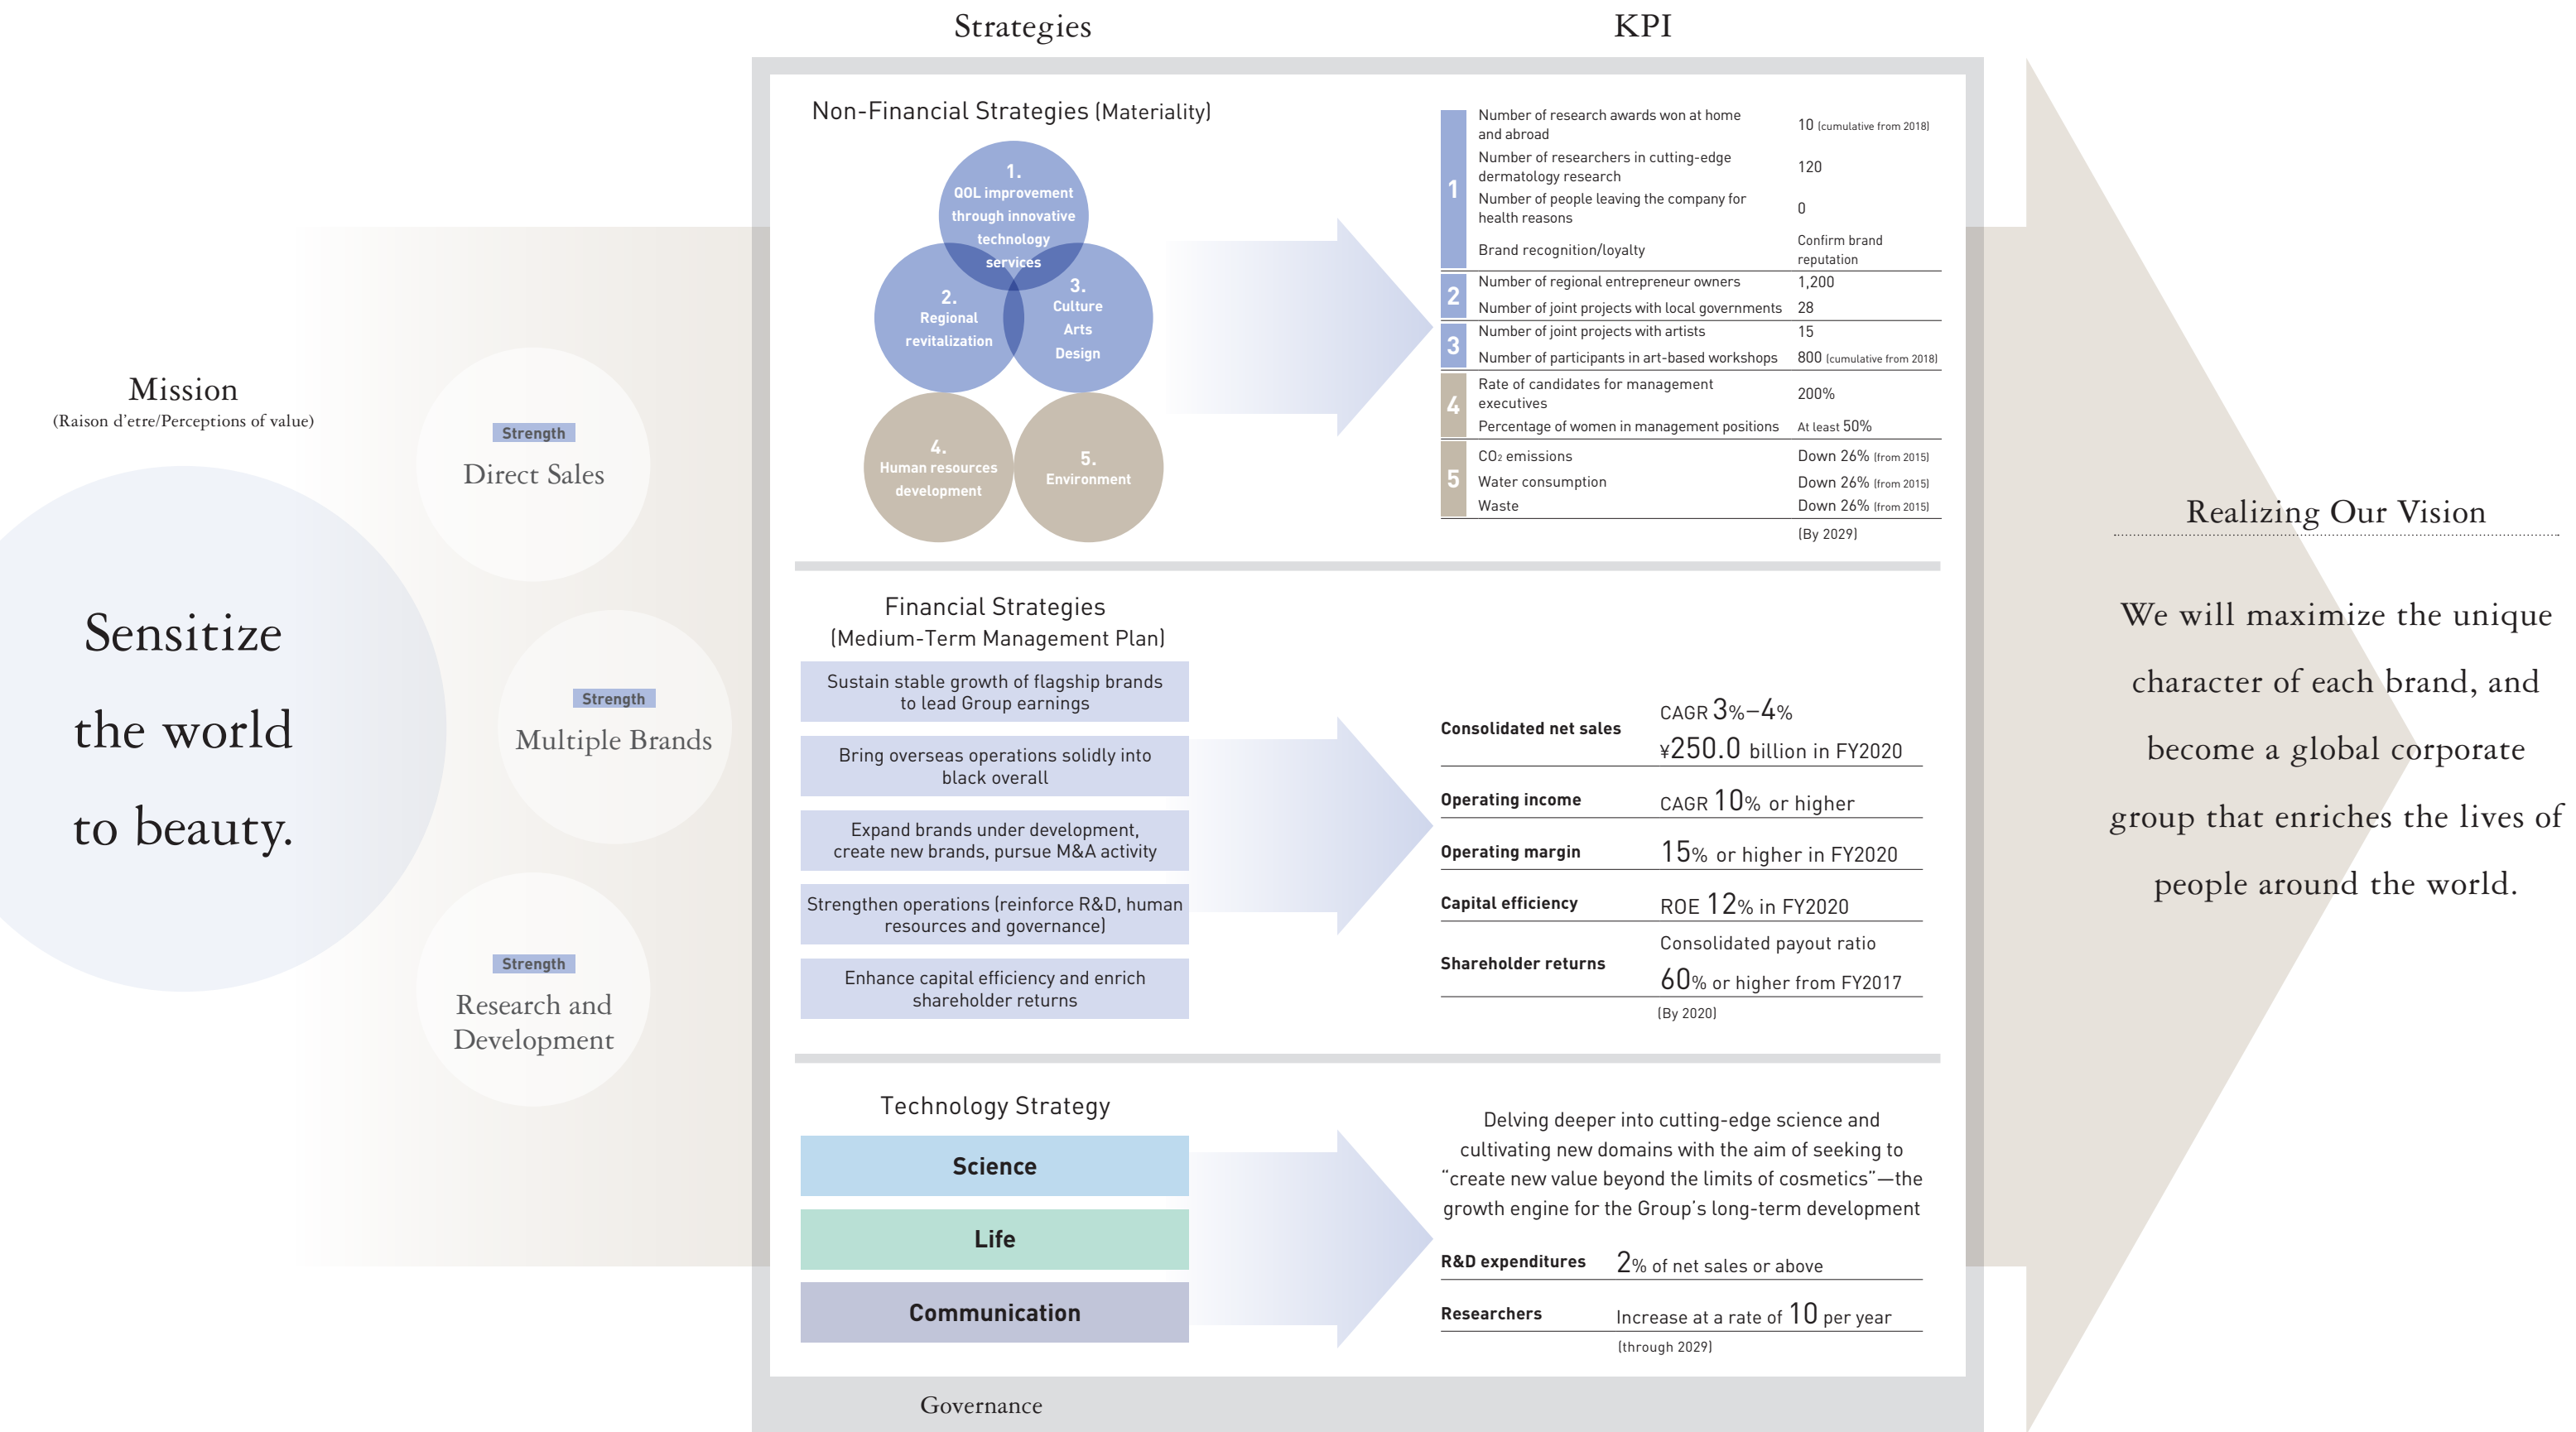 Strategies
KPI
Mission
(Raison d'etre/Perceptions of value)
Sensitize
the world
to beauty.
Strength
Direct Sales
Strength
Multiple Brands
Strength
Research and
Development
Non-Financial Strategies (Materiality)
1.
QOL improvement
through innovative
technology
services
2.
Regional
revitalization
3.
Culture
Arts
Design
4.
Human resources
development
5.
Environment
1
Number of research awards won at home
and abroad
10 (cumulative from 2018)
Number of researchers in cutting-edge
dermatology research
120
Number of people leaving the company for
health reasons
0
Brand recognition/loyalty
Confirm brand
reputation
2
Number of regional entrepreneur owners
1,200
Number of joint projects with local governments
28
3
Number of joint projects with artists
15
Number of participants in art-based workshops
800 (cumulative from 2018)
4
Rate of candidates for management
executives
200%
Percentage of women in management positions
At least 50%
5
CO2 emissions
Down 26% (from 2015)
Water consumption
Down 26% (from 2015)
Waste
Down 26% (from 2015)
(By 2029)
Financial Strategies
(Medium-Term Management Plan)
Sustain stable growth of flagship brands
to lead Group earnings
Bring overseas operations solidly into
black overall
Expand brands under development,
create new brands, pursue M&A activity
Strengthen operations (reinforce R&D, human
resources and governance)
Enhance capital efficiency and enrich
shareholder returns
Consolidated net sales
CAGR 3%–4%
¥250.0 billion in FY2020
Operating income
CAGR 10% or higher
Operating margin
15% or higher in FY2020
Capital efficiency
ROE 12% in FY2020
Shareholder returns
Consolidated payout ratio
60% or higher from FY2017
(By 2020)
Technology Strategy
Science
Life
Communication
Delving deeper into cutting-edge science and
cultivating new domains with the aim of seeking to
“create new value beyond the limits of cosmetics”—the
growth engine for the Group's long-term development
R&D expenditures
2% of net sales or above
Researchers
Increase at a rate of 10 per year
(through 2029)
Governance
Realizing Our Vision
We will maximize the unique
character of each brand, and
become a global corporate
group that enriches the lives of
people around the world.